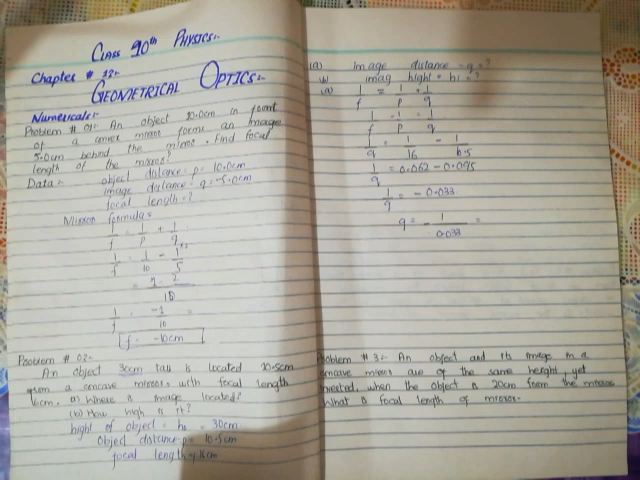 Class 10th Physics:-
Chapter # 12:-
Geometrical Optics:-
Numericals:-
Problem # 01:- An object 10.0cm in front
of a convex mirror forms an image
5.0cm behind the mirror. Find focal
length of the mirror?
Data:- object distance p= 10.0cm
image distance = q= -5.0cm
focal length = ?
Mirror formula
1/f = 1/p + 1/q
1/f = 1/10 - 1/5
= 1-2/10
1/f = -1/10
f = -10cm
Problem # 02:-
An object 30cm tall is located 10.5cm
from a concave mirror with focal length
16cm. a) Where is image located?
(b) How high is it?
hight of object = ho = 30cm
Object distance = p = 10.5cm
focal length = 16cm
(a) image distance = q = ?
(b) imag hight = hi = ?
(a) 1/f = 1/p + 1/q
1/f - 1/p = 1/q
1/q = 1/16 - 1/10.5
1/q = 0.062 - 0.095
1/q = - 0.033
q = - 1/0.033 =
Problem # 3:- An object and its image in a
concave mirror are of the same height, yet
inverted, when the object is 20cm form the mirror
What is focal length of mirror.